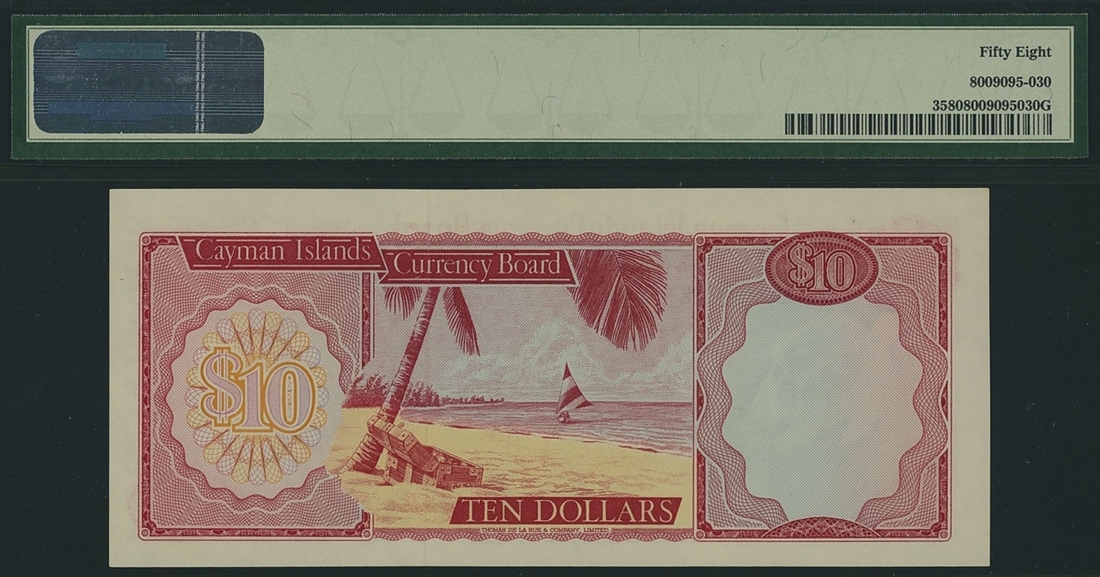 Fifty Eight
8009095-030
35808009095030G
Cayman Islands
Currency Board
$10
$10
TEN DOLLARS
THOMAS DE LA RUE & COMPANY, LIMITED